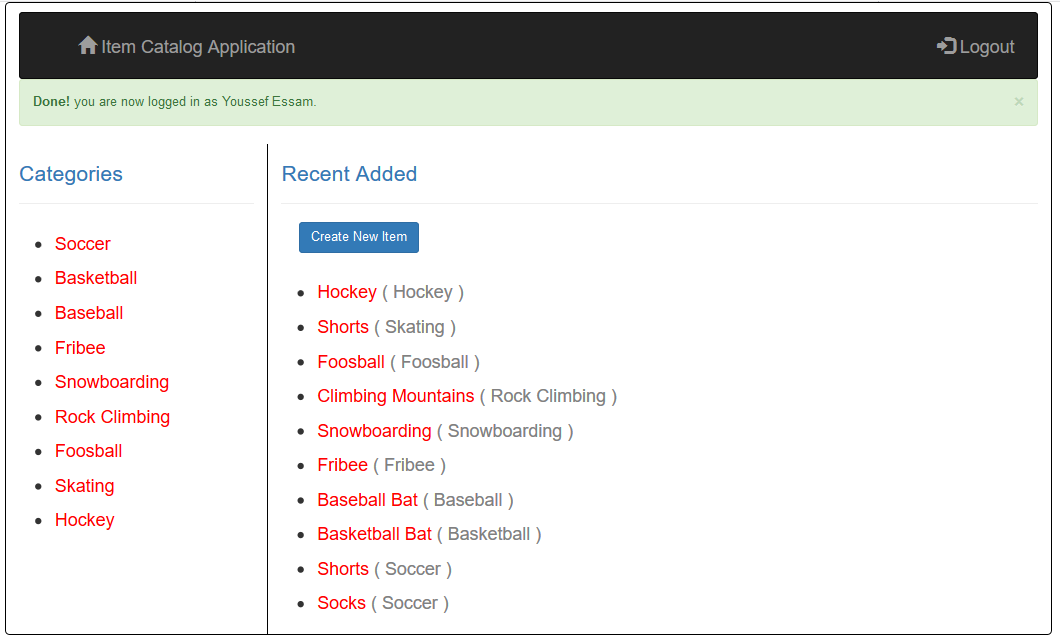 Item Catalog Application
Logout
Done! you are now logged in as Youssef Essam.
×
Categories
Soccer
Basketball
Baseball
Fribee
Snowboarding
Rock Climbing
Foosball
Skating
Hockey
Recent Added
Create New Item
Hockey ( Hockey )
Shorts ( Skating )
Foosball ( Foosball )
Climbing Mountains ( Rock Climbing )
Snowboarding ( Snowboarding )
Fribee ( Fribee )
Baseball Bat ( Baseball )
Basketball Bat ( Basketball )
Shorts ( Soccer )
Socks ( Soccer )